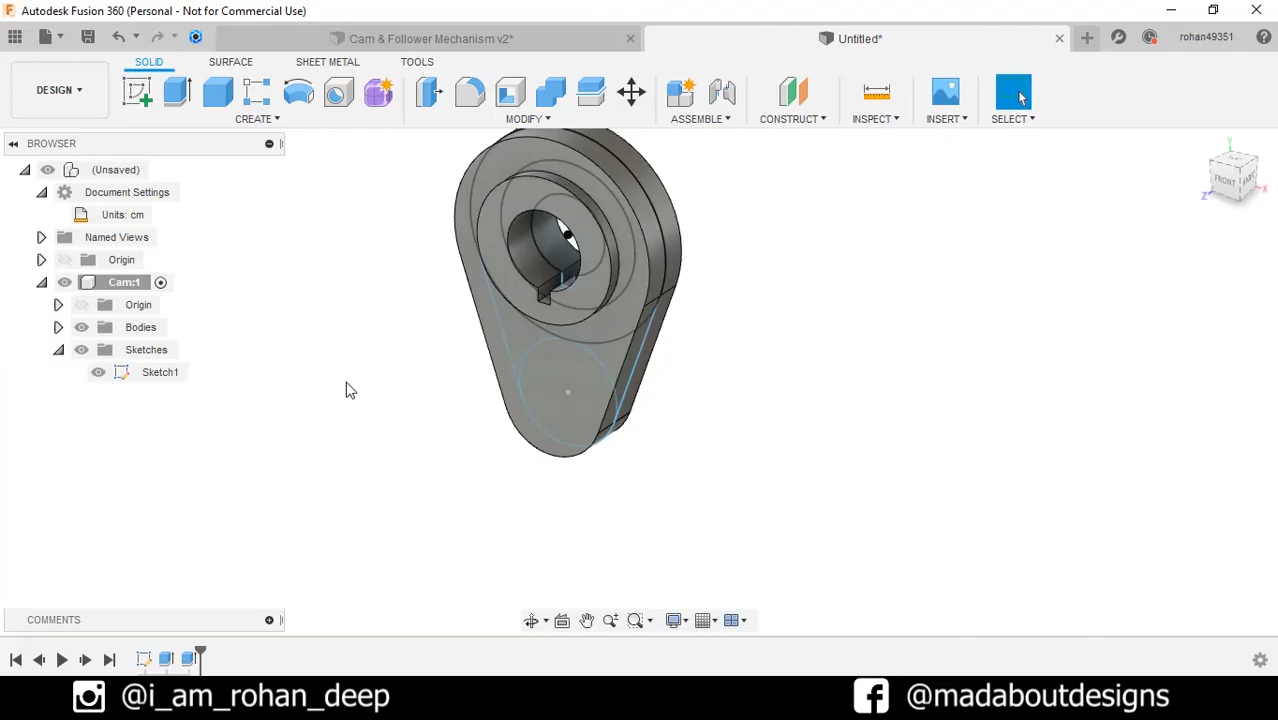 Autodesk Fusion 360 (Personal - Not for Commercial Use)
Cam & Follower Mechanism v2*
Untitled*
rohan49351
SOLID
SURFACE
SHEET METAL
TOOLS
DESIGN
CREATE
MODIFY
ASSEMBLE
CONSTRUCT
INSPECT
INSERT
SELECT
BROWSER
(Unsaved)
Document Settings
Units: cm
Named Views
Origin
Cam:1
Origin
Bodies
Sketches
Sketch1
FRONT
Y
X
Z
COMMENTS
@i_am_rohan_deep
@madaboutdesigns